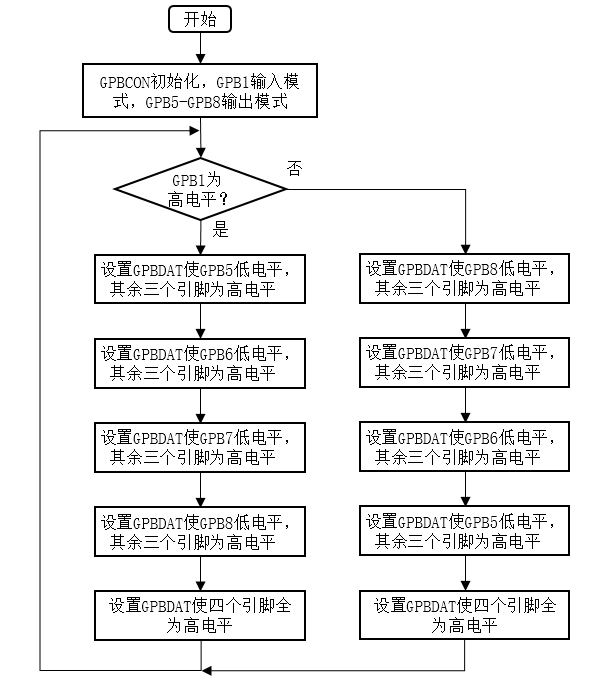 开始
GPBCON初始化，GPB1输入模
式，GPB5-GPB8输出模式
GPB1为
高电平？
否
是
设置GPBDAT使GPB5低电平，
其余三个引脚为高电平
设置GPBDAT使GPB6低电平，
其余三个引脚为高电平
设置GPBDAT使GPB7低电平，
其余三个引脚为高电平
设置GPBDAT使GPB8低电平，
其余三个引脚为高电平
设置GPBDAT使四个引脚全
为高电平
设置GPBDAT使GPB8低电平，
其余三个引脚为高电平
设置GPBDAT使GPB7低电平，
其余三个引脚为高电平
设置GPBDAT使GPB6低电平，
其余三个引脚为高电平
设置GPBDAT使GPB5低电平，
其余三个引脚为高电平
设置GPBDAT使四个引脚全
为高电平